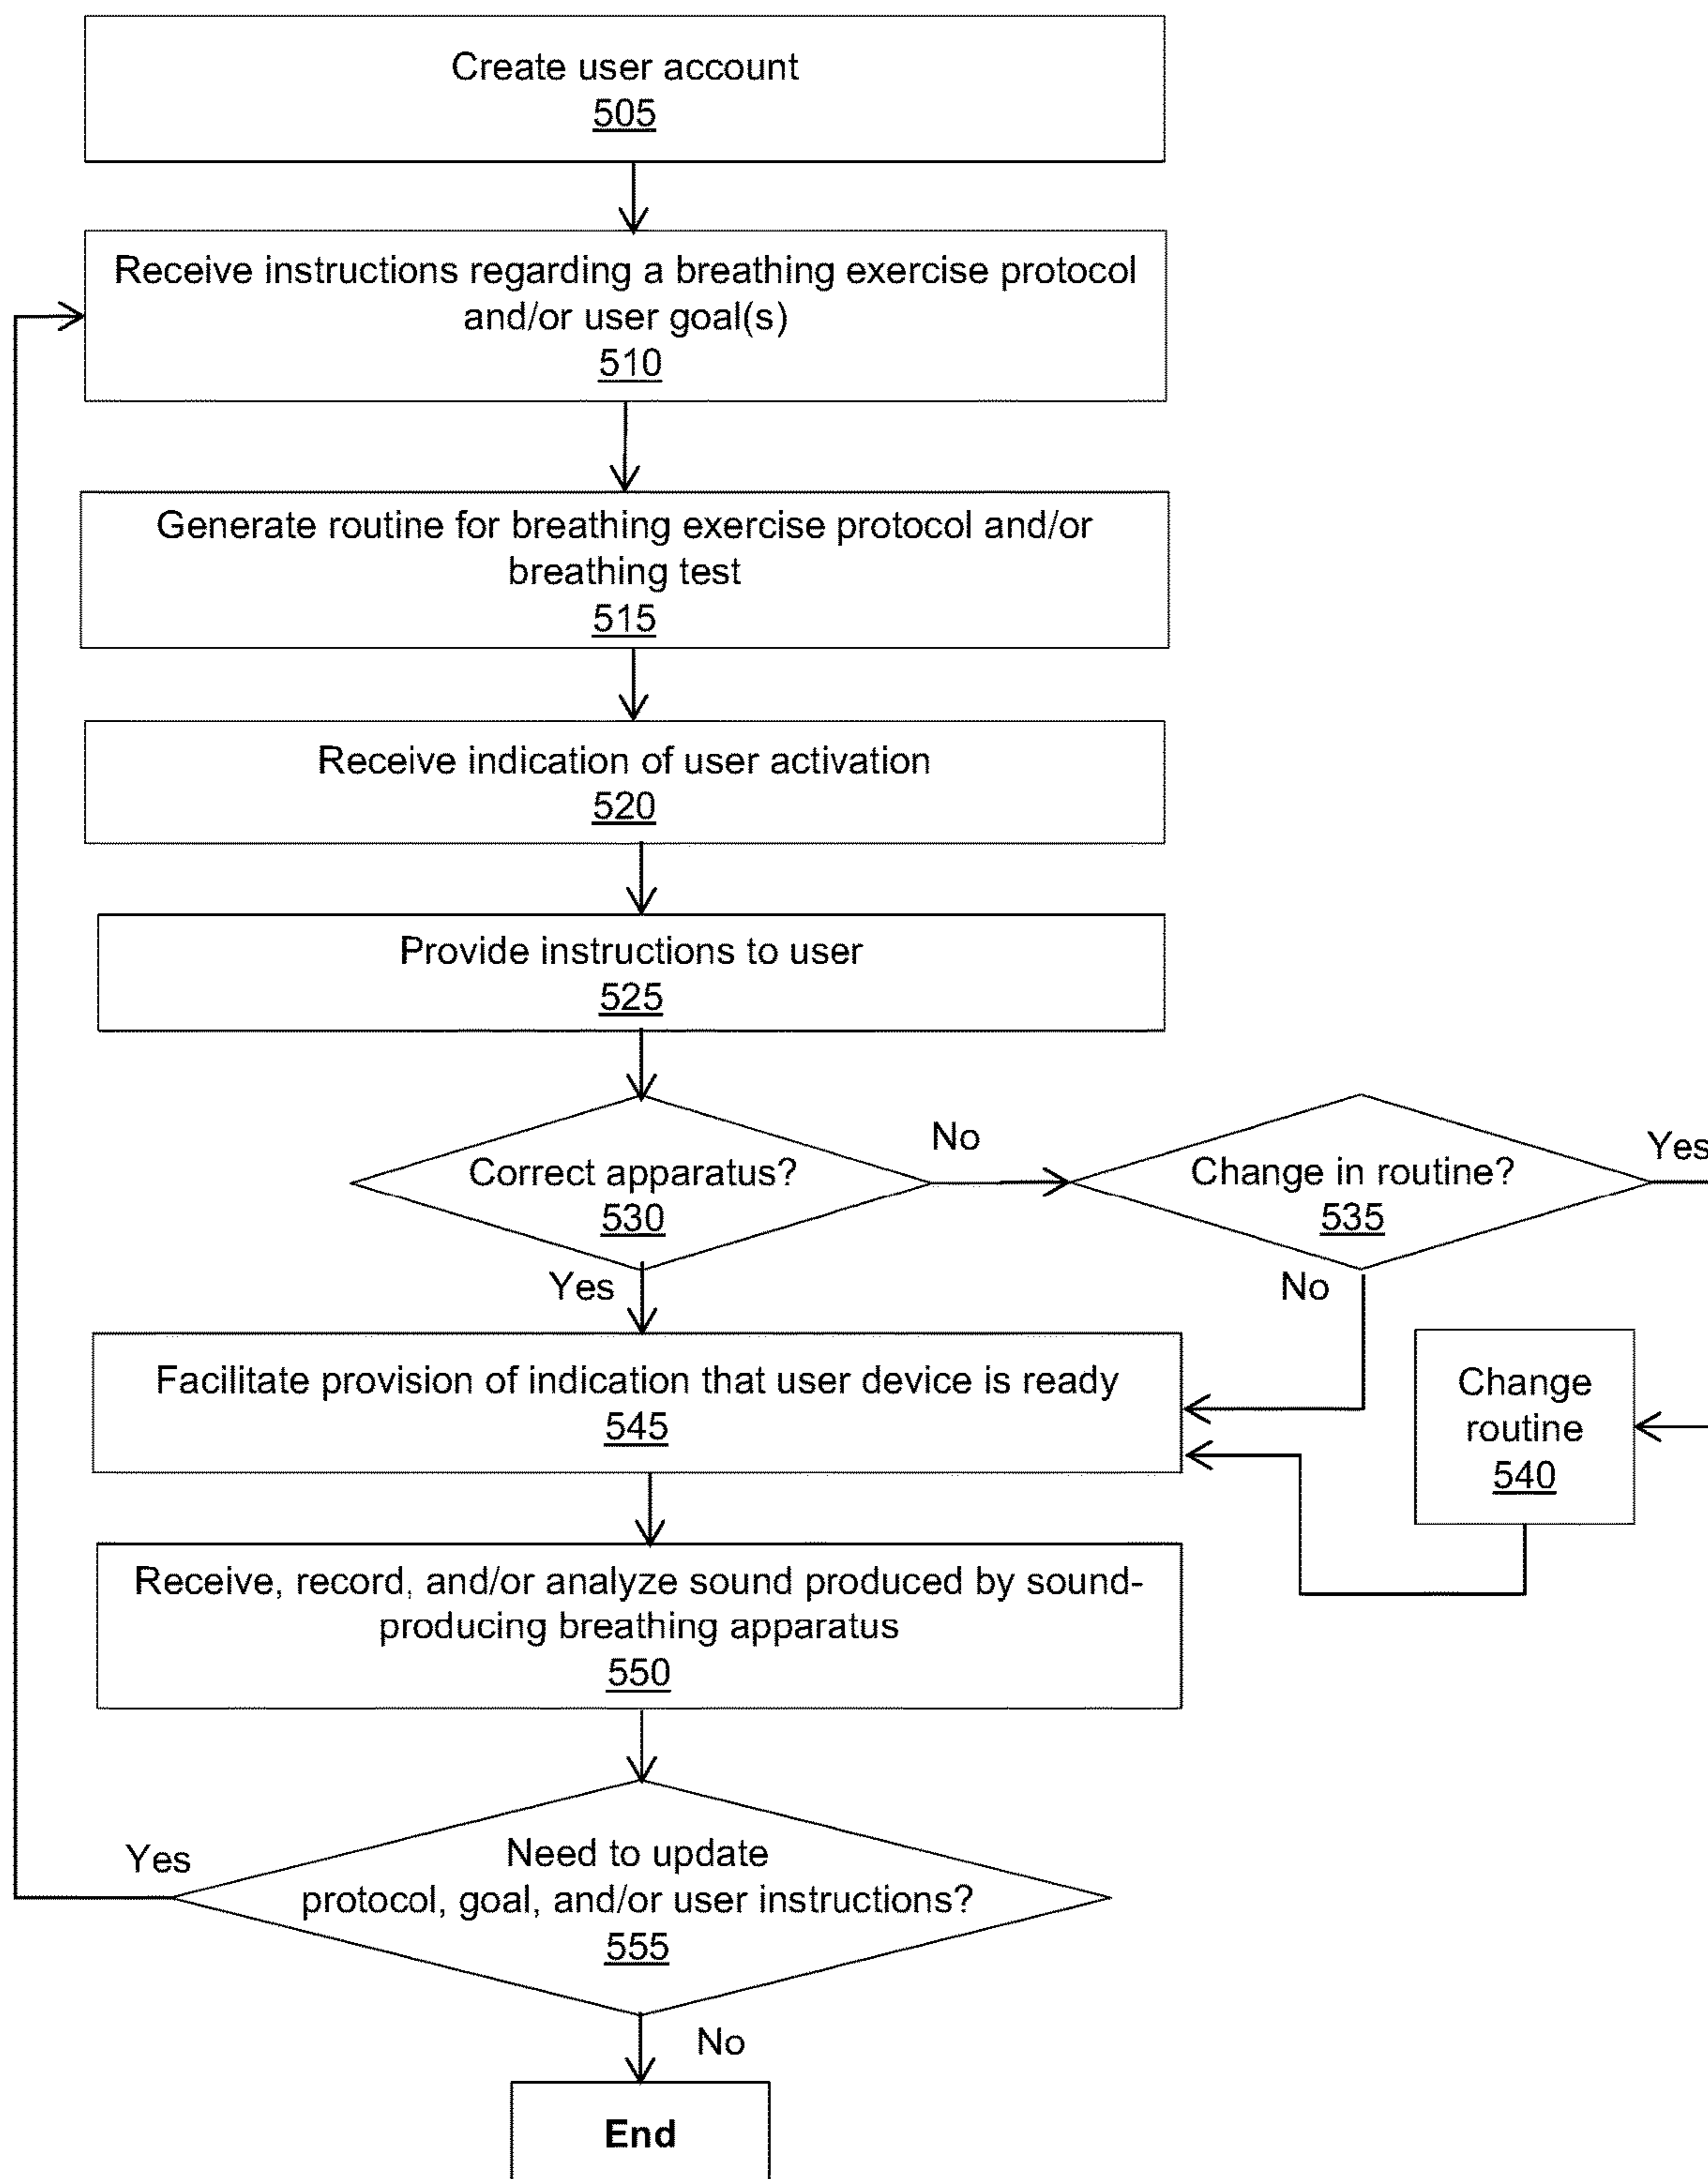 Create user account
505
Receive instructions regarding a breathing exercise protocol
and/or user goal(s)
510
Generate routine for breathing exercise protocol and/or
breathing test
515
Receive indication of user activation
520
Provide instructions to user
525
Correct apparatus?
530
No
Change in routine?
535
Yes
Yes
No
Facilitate provision of indication that user device is ready
545
Change
routine
540
Receive, record, and/or analyze sound produced by sound-
producing breathing apparatus
550
Need to update
protocol, goal, and/or user instructions?
555
Yes
No
End